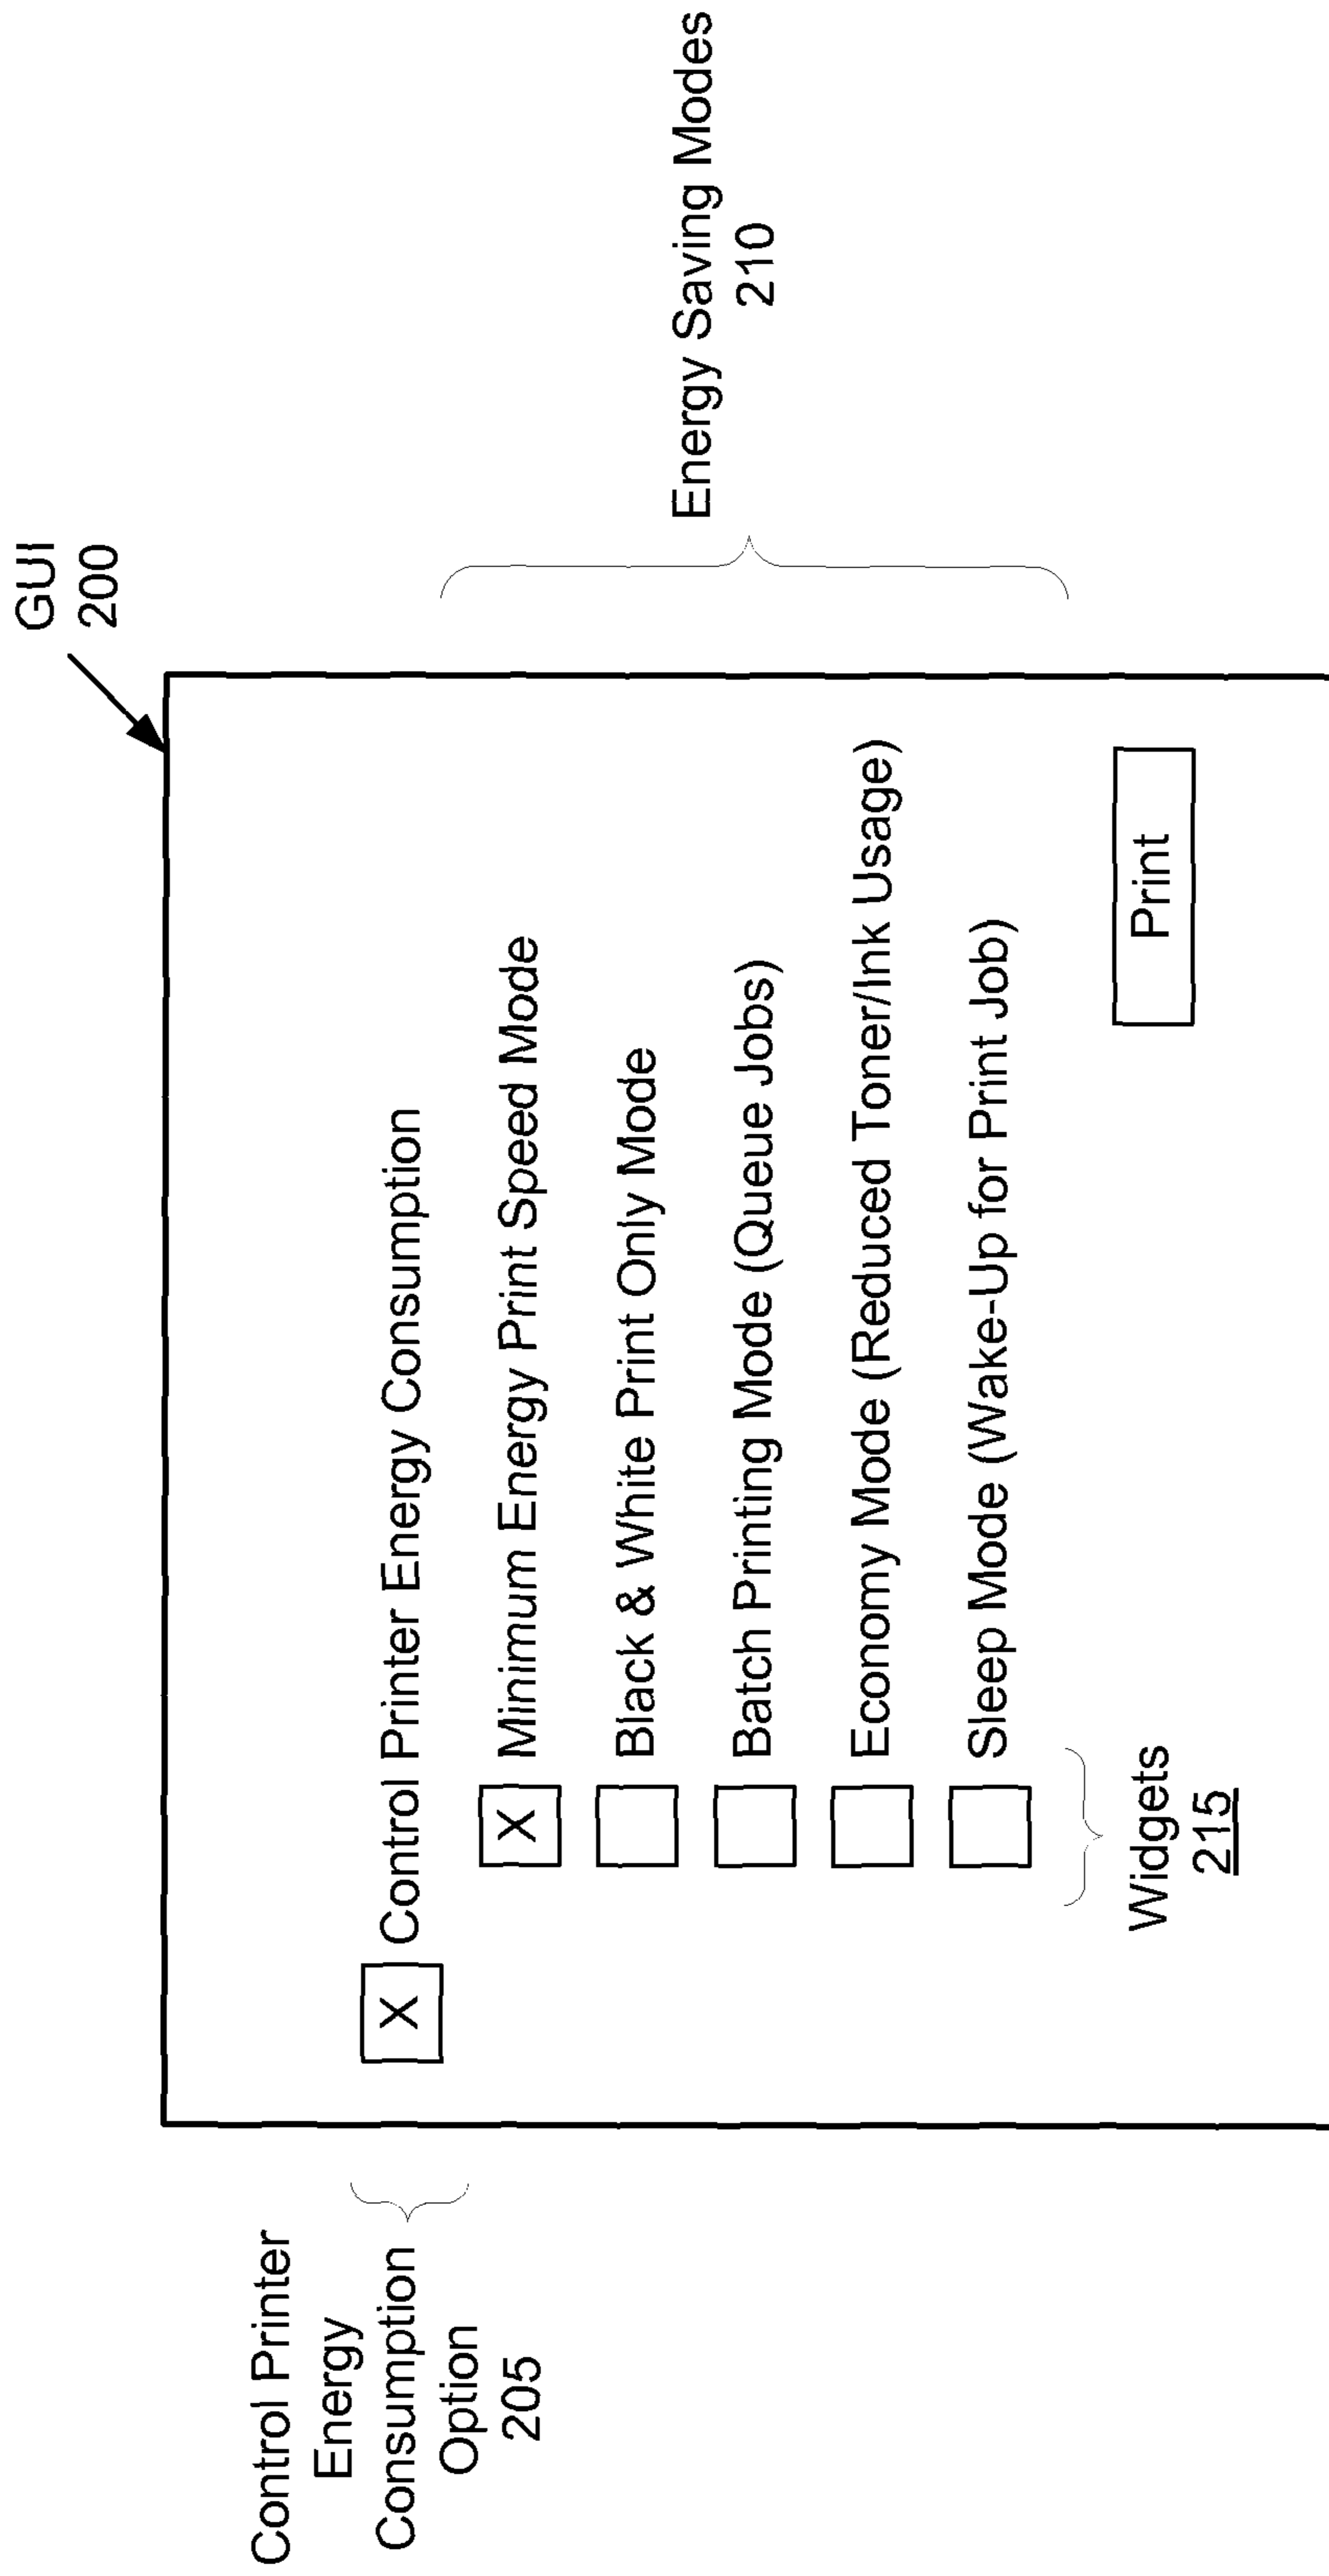 GUI
200
Control Printer
Energy
Consumption
Option
205
X Control Printer Energy Consumption
X Minimum Energy Print Speed Mode
Black & White Print Only Mode
Batch Printing Mode (Queue Jobs)
Economy Mode (Reduced Toner/Ink Usage)
Sleep Mode (Wake-Up for Print Job)
Energy Saving Modes
210
Widgets
215
Print